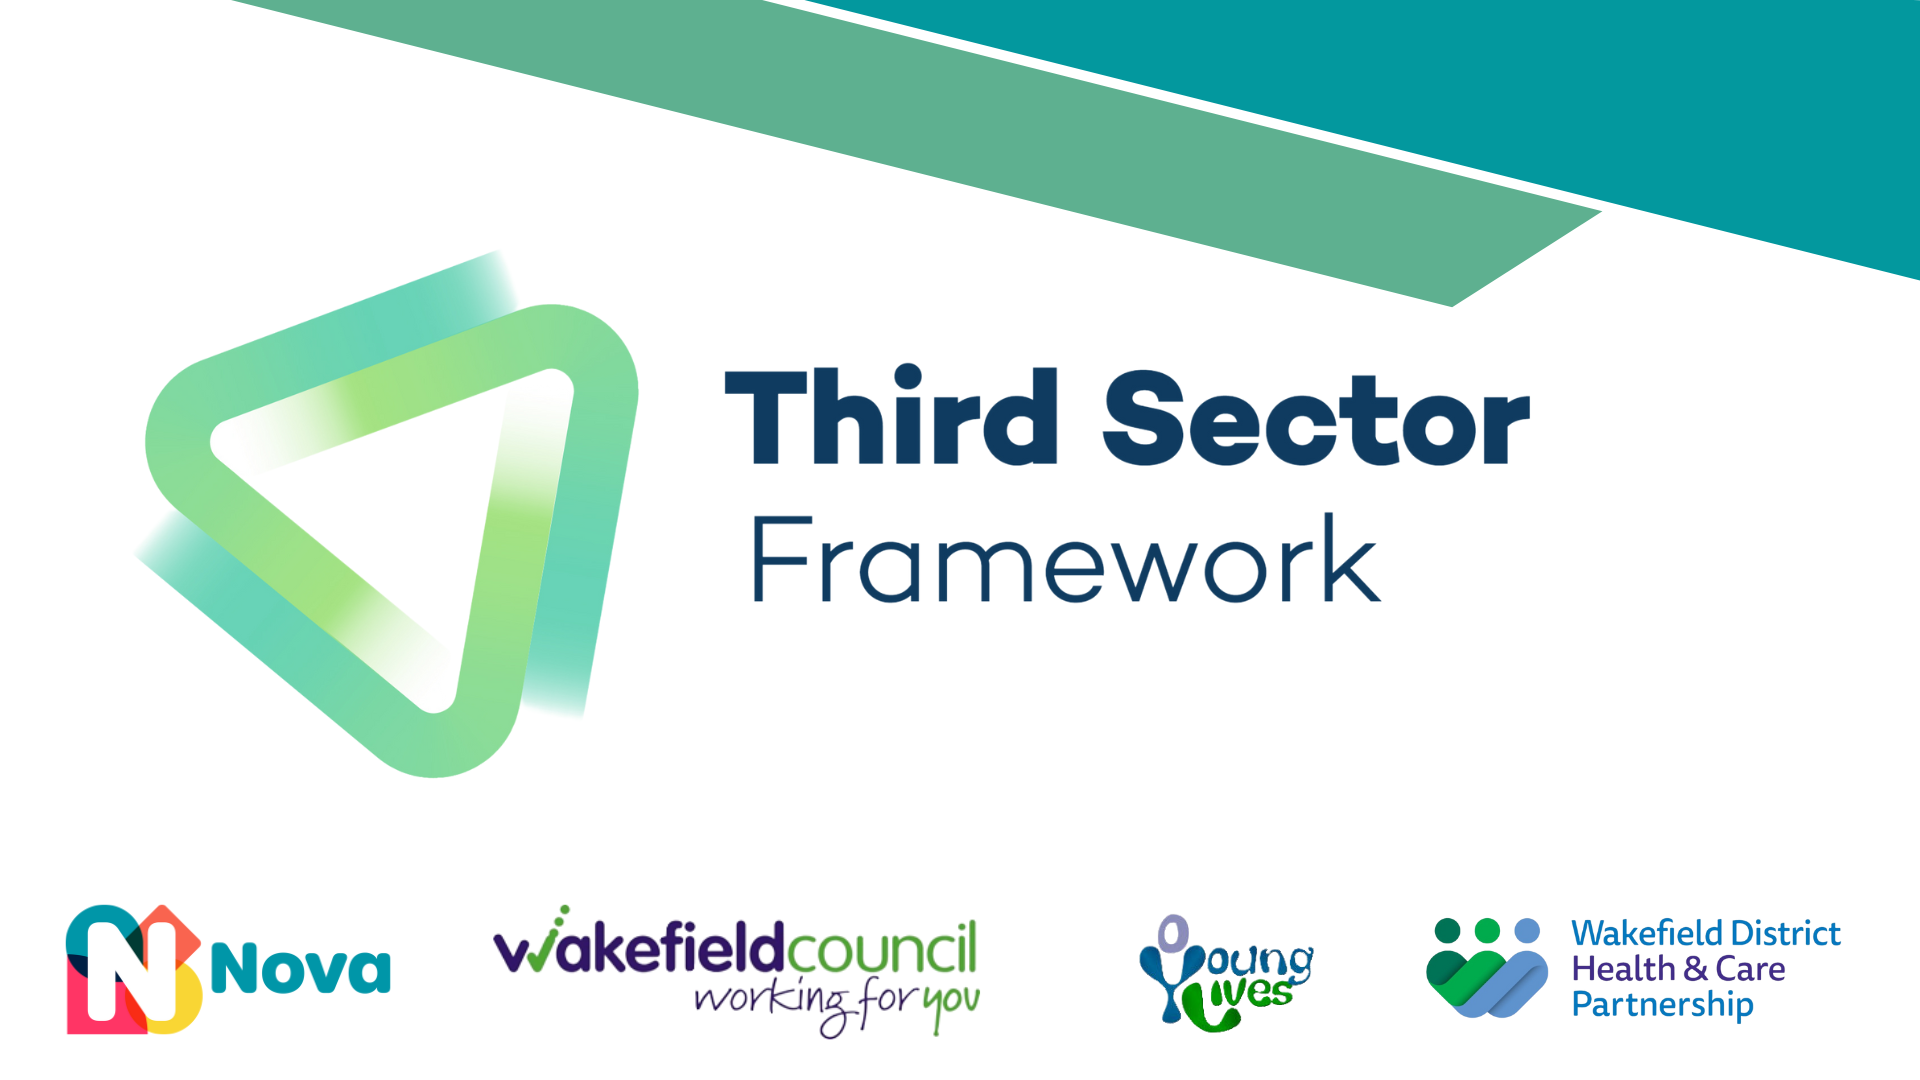 Third Sector
Framework
N Nova
wakefieldcouncil
working for you
Young
Lives
Wakefield District
Health & Care
Partnership